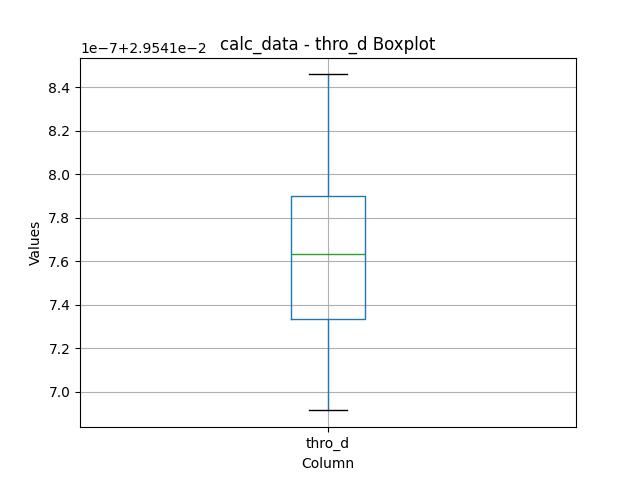 calc_data - thro_d Boxplot
1e−7+2.9541e−2
8.4
8.2
8.0
7.8
7.6
7.4
7.2
7.0
Values
thro_d
Column